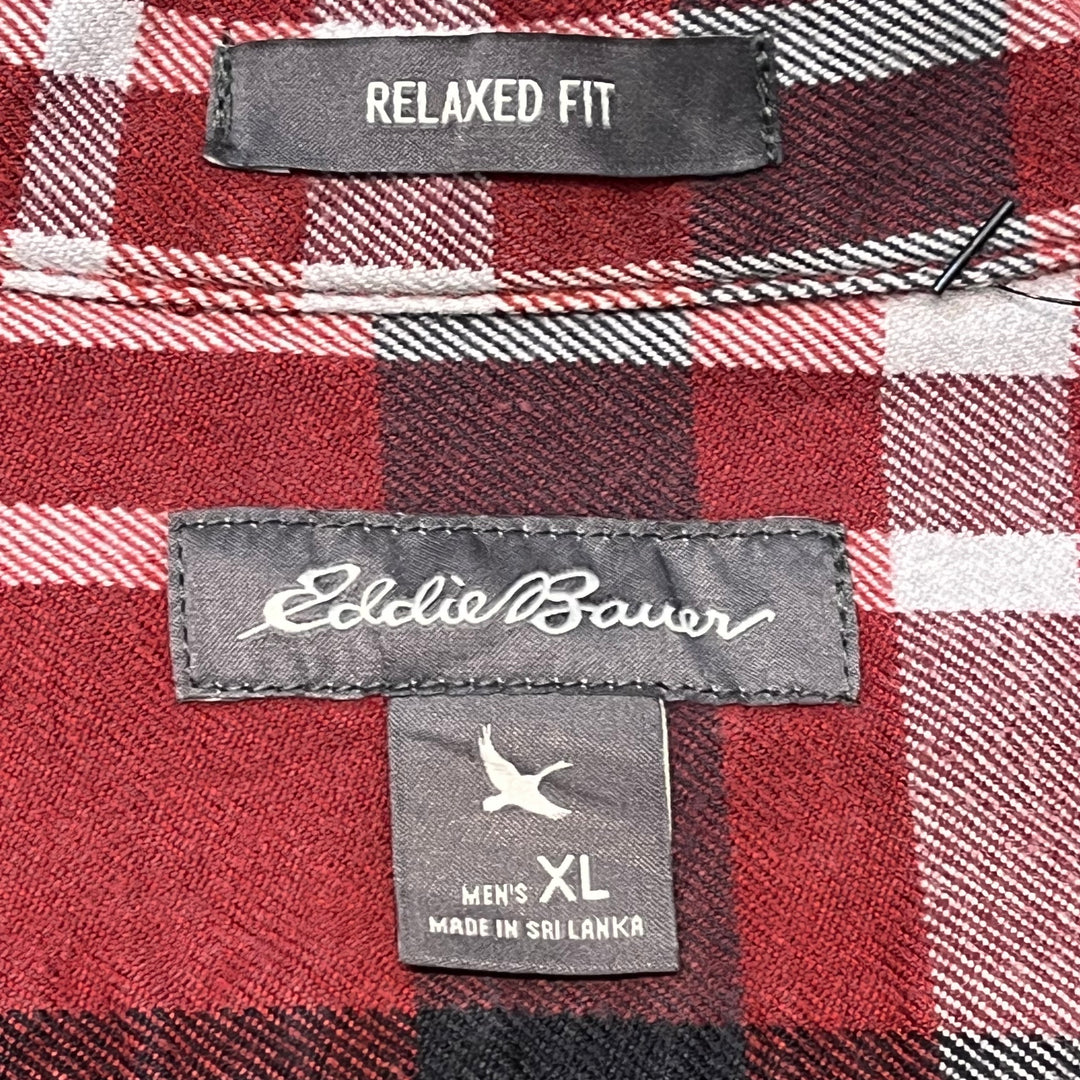 RELAXED FIT
Eddie Bauer
MEN'S XL
MADE IN SRI LANKA